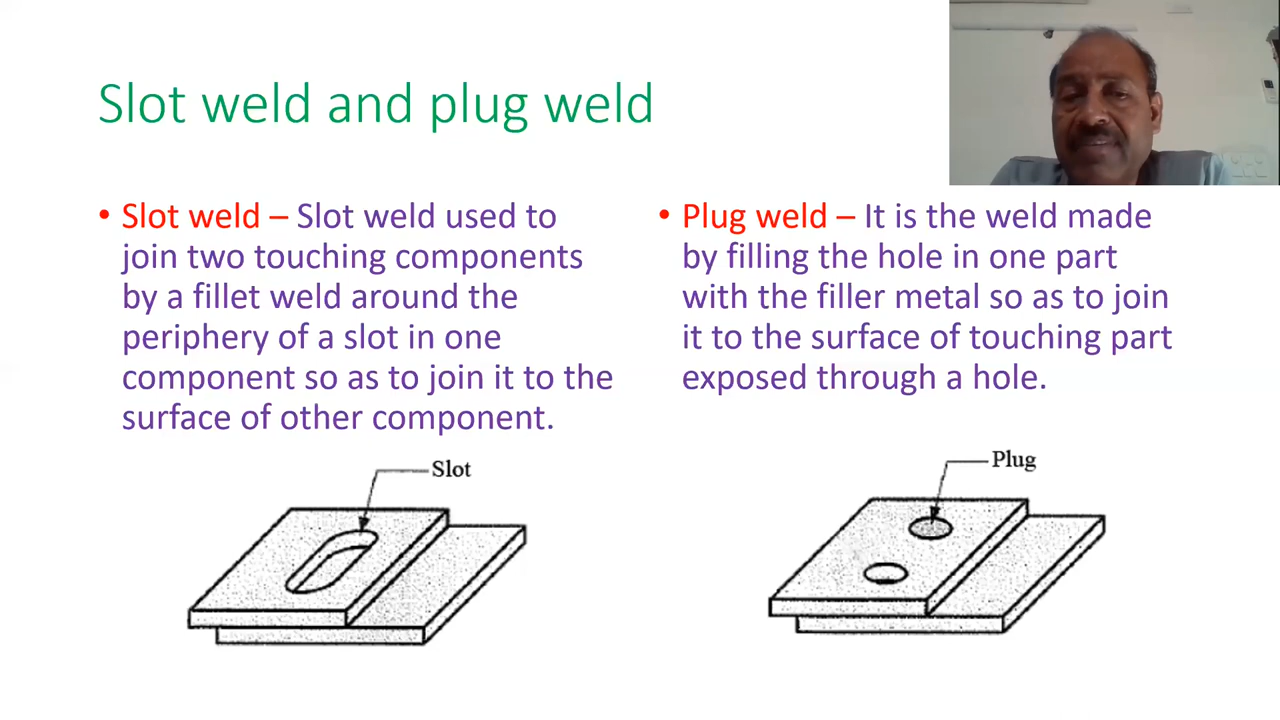 Slot weld and plug weld
• Slot weld – Slot weld used to
join two touching components
by a fillet weld around the
periphery of a slot in one
component so as to join it to the
surface of other component.
Slot
• Plug weld – It is the weld made
by filling the hole in one part
with the filler metal so as to join
it to the surface of touching part
exposed through a hole.
Plug